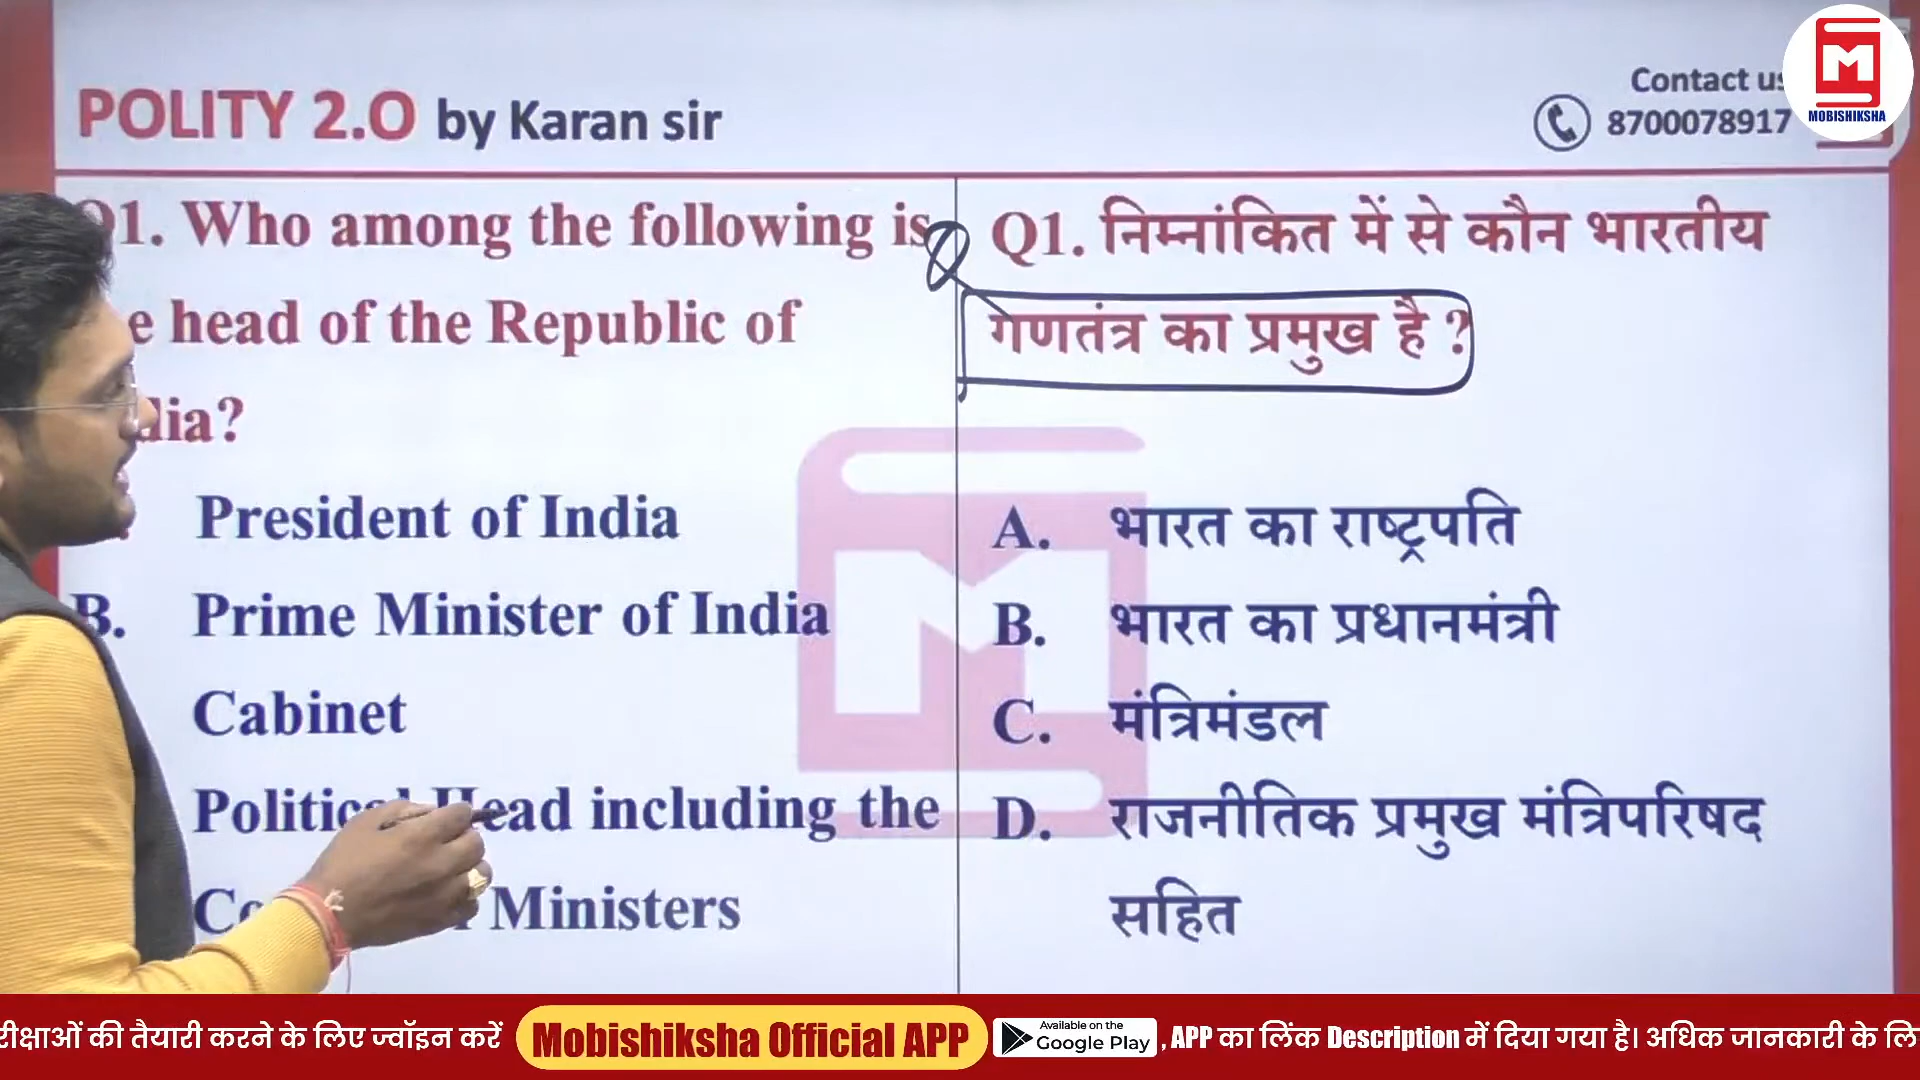 POLITY 2.O by Karan sir
Contact us
8700078917
MOBISHIKSHA
1. Who among the following is
head of the Republic of
President of India
B. Prime Minister of India
Cabinet
Political Head including the
Ministers
Q1. निम्नांकित में से कौन भारतीय
गणतंत्र का प्रमुख है ?
A. भारत का राष्ट्रपति
B. भारत का प्रधानमंत्री
C. मंत्रिमंडल
D. राजनीतिक प्रमुख मंत्रिपरिषद
सहित
की तैयारी करने के लिए ज्वॉइन करें Mobishiksha Official APP Available on the Google Play , APP का लिंक Description में दिया गया है। अधिक जानकारी के